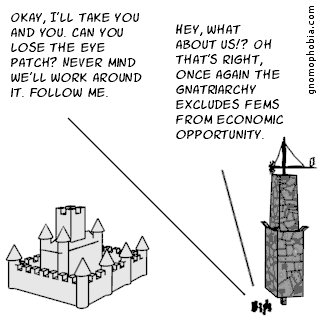 OKAY, I'LL TAKE YOU
AND YOU. CAN YOU
LOSE THE EYE
PATCH? NEVER MIND
WE'LL WORK AROUND
IT. FOLLOW ME.
HEY, WHAT
ABOUT US!? OH
THAT'S RIGHT,
ONCE AGAIN THE
GNATRIARCHY
EXCLUDES FEMS
FROM ECONOMIC
OPPORTUNITY.
gnomophobia.com